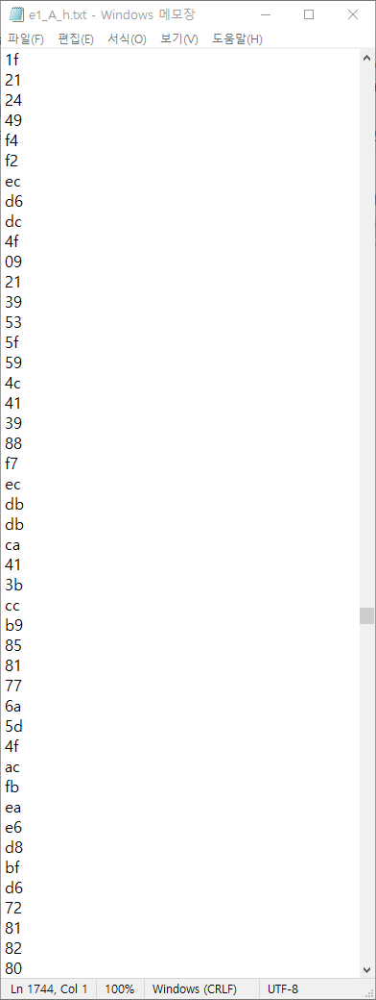 e1_A_h.txt - Windows 메모장
파일(F) 편집(E) 서식(O) 보기(V) 도움말(H)
1f
21
24
49
f4
f2
ec
d6
dc
4f
09
21
39
53
5f
59
4c
41
39
88
f7
ec
db
db
ca
41
3b
cc
b9
85
81
77
6a
5d
4f
ac
fb
ea
e6
d8
bf
d6
72
81
82
80
Ln 1744, Col 1 100% Windows (CRLF) UTF-8